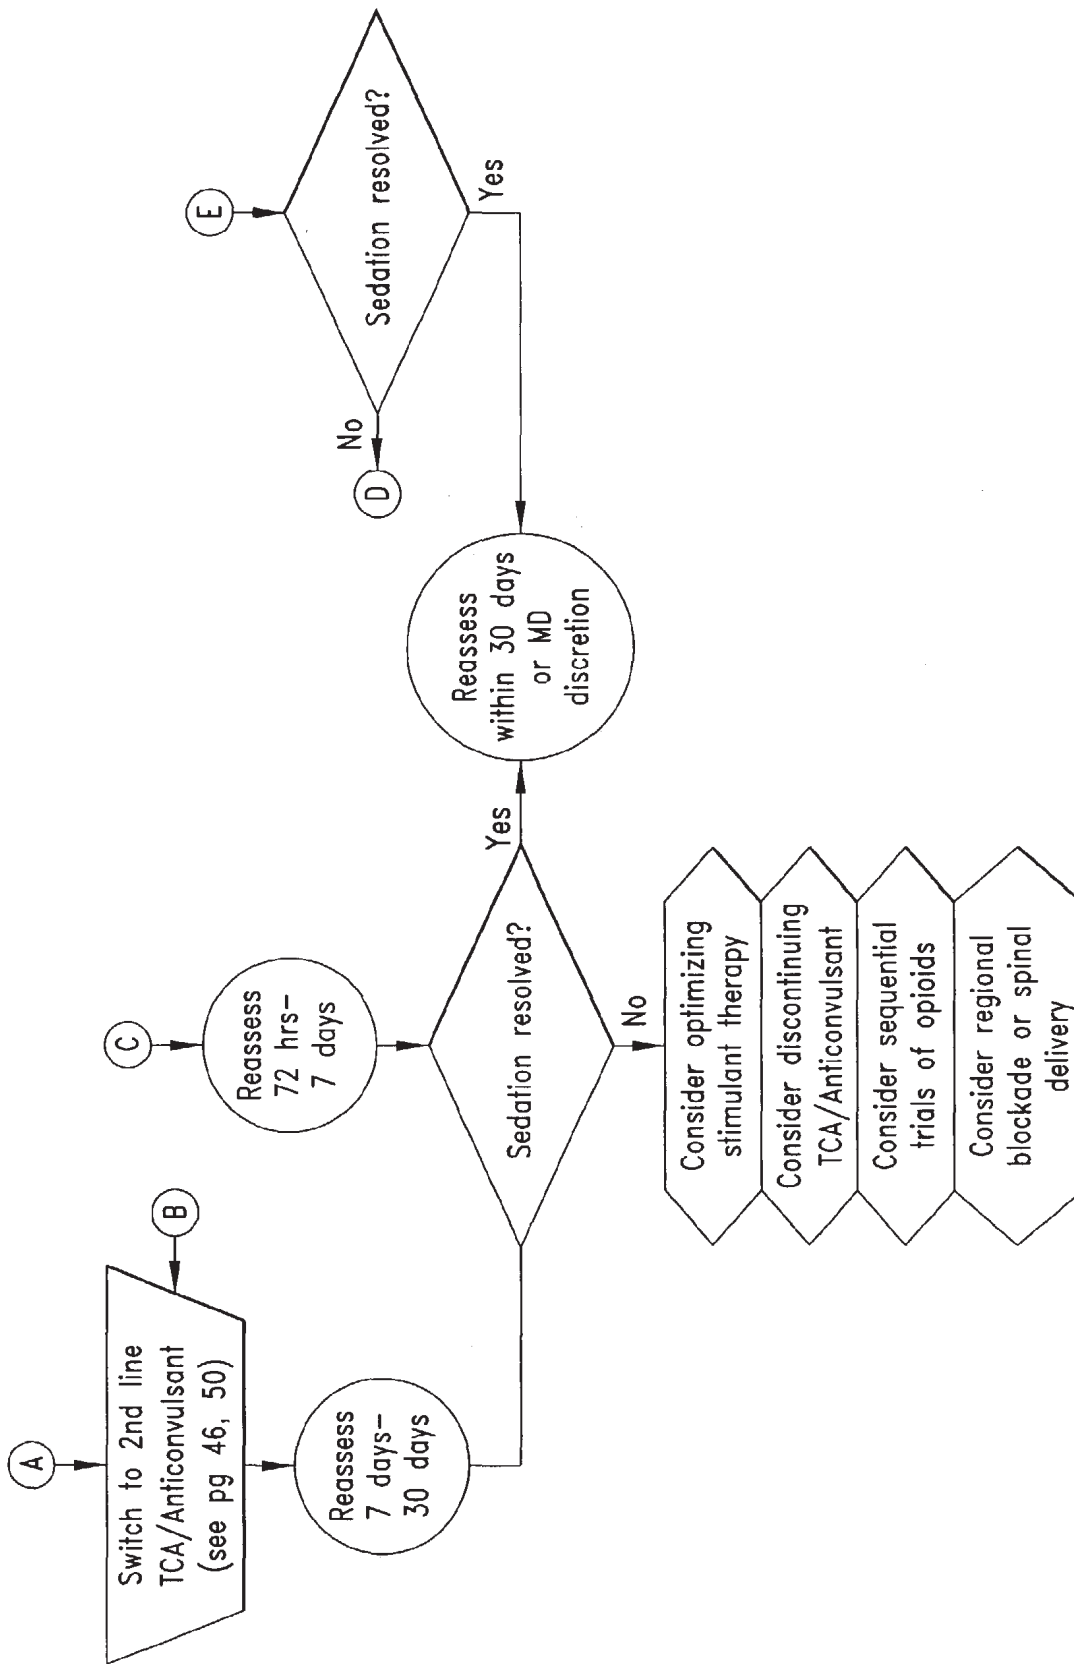 A
Switch to 2nd line
TCA/Anticonvulsant
(see pg 46, 50)
B
Reassess
7 days-
30 days
C
Reassess
72 hrs-
7 days
Sedation resolved?
Yes
No
Consider optimizing
stimulant therapy
Consider discontinuing
TCA/Anticonvulsant
Consider sequential
trials of opioids
Consider regional
blockade or spinal
delivery
Reassess
within 30 days
or MD
discretion
E
Sedation resolved?
No
D
Yes